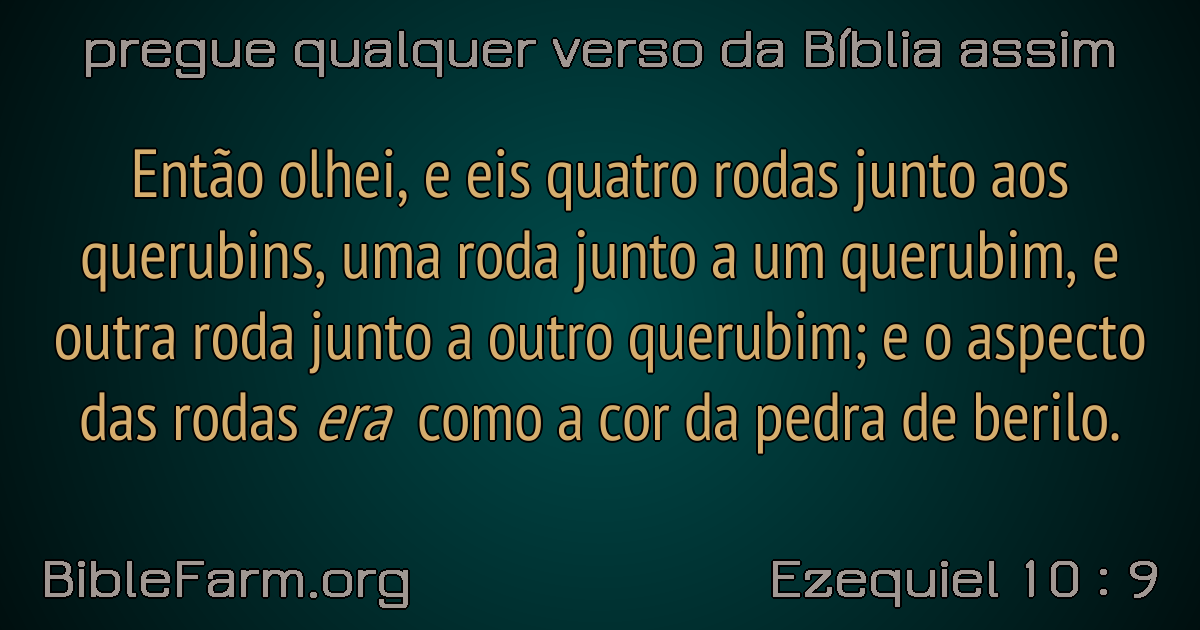 pregue qualquer verso da Bíblia assim
Então olhei, e eis quatro rodas junto aos
querubins, uma roda junto a um querubim, e
outra roda junto a outro querubim; e o aspecto
das rodas era como a cor da pedra de berilo.
BibleFarm.org
Ezequiel 10 : 9